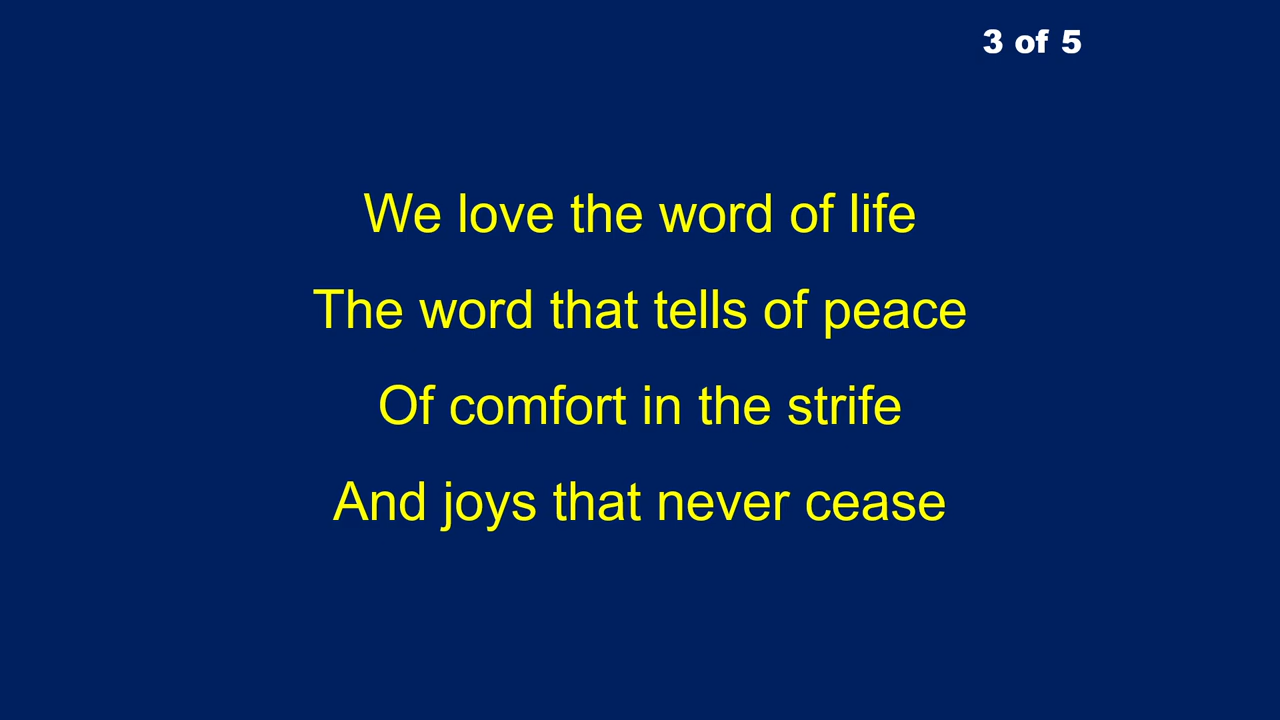 3 of 5
We love the word of life
The word that tells of peace
Of comfort in the strife
And joys that never cease